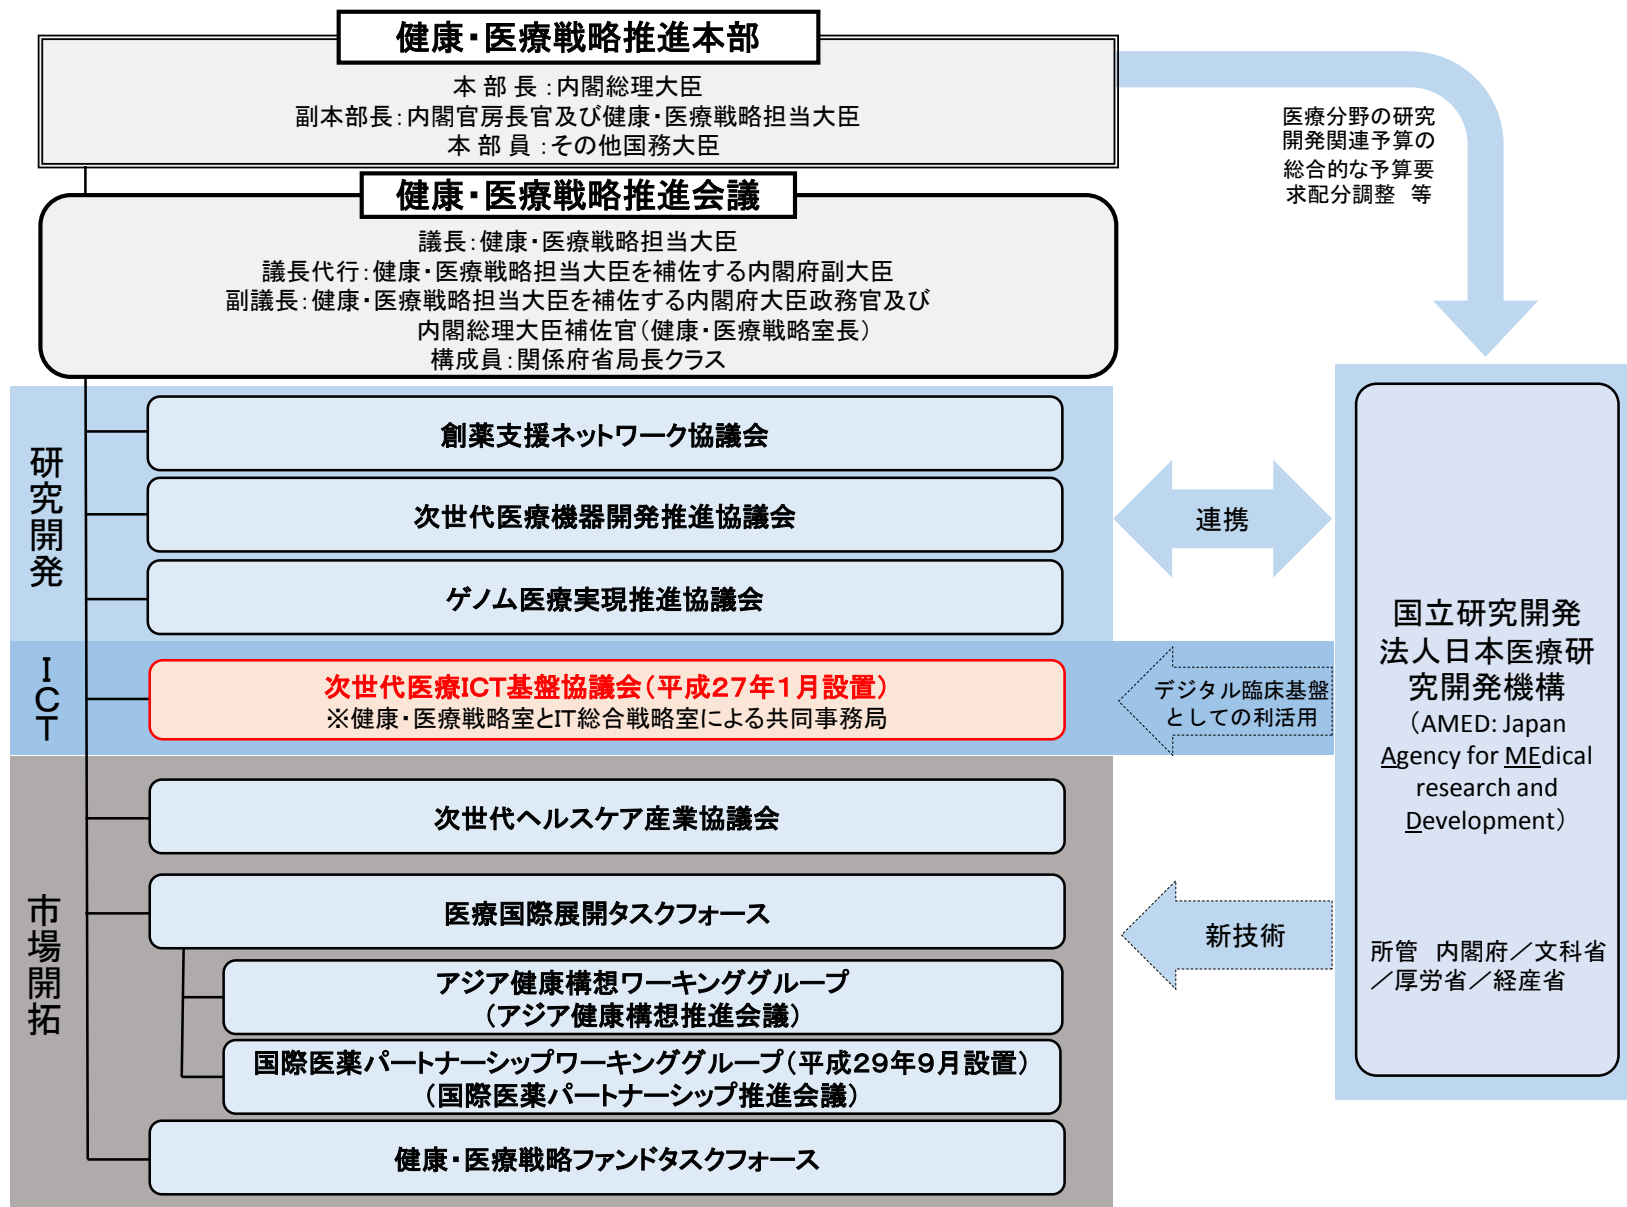 健康・医療戦略推進本部
本 部 長 ：内閣総理大臣
副本部長：内閣官房長官及び健康・医療戦略担当大臣
本 部 員 ：その他国務大臣
医療分野の研究
開発関連予算の
総合的な予算要
求配分調整　等
健康・医療戦略推進会議
議長：健康・医療戦略担当大臣
議長代行：健康・医療戦略担当大臣を補佐する内閣府副大臣
副議長：健康・医療戦略担当大臣を補佐する内閣府大臣政務官及び
内閣総理大臣補佐官（健康・医療戦略室長）
構成員：関係府省局長クラス
研究開発
創薬支援ネットワーク協議会
次世代医療機器開発推進協議会
ゲノム医療実現推進協議会
連携
ICT
次世代医療ICT基盤協議会（平成27年１月設置）
※健康・医療戦略室とIT総合戦略室による共同事務局
デジタル臨床基盤
としての利活用
市場開拓
次世代ヘルスケア産業協議会
医療国際展開タスクフォース
アジア健康構想ワーキンググループ
（アジア健康構想推進会議）
国際医薬パートナーシップワーキンググループ（平成29年９月設置）
（国際医薬パートナーシップ推進会議）
健康・医療戦略ファンドタスクフォース
新技術
国立研究開発
法人日本医療研
究開発機構
（AMED: Japan
Agency for MEdical
research and
Development）
所管　内閣府／文科省
／厚労省／経産省